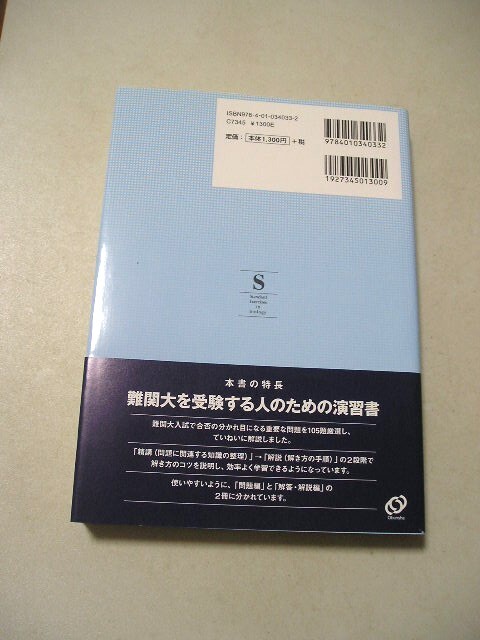 ISBN978-4-01-034033-2
C7345 ¥1300E
定価: 本体1,300円 +税
9784010340332
1927345013009
S
Standard
Exercises
in
Biology
本書の特長
難関大を受験する人のための演習書
難関大入試で合否の分かれ目になる重要な問題を105題厳選し、
ていねいに解説しました。
「精講(問題に関連する知識の整理)」→「解説(解き方の手順)」の2段階で
解き方のコツを説明し、効率よく学習できるようになっています。
使いやすいように、「問題編」と「解答・解説編」の
2冊に分かれています。
Obunsha